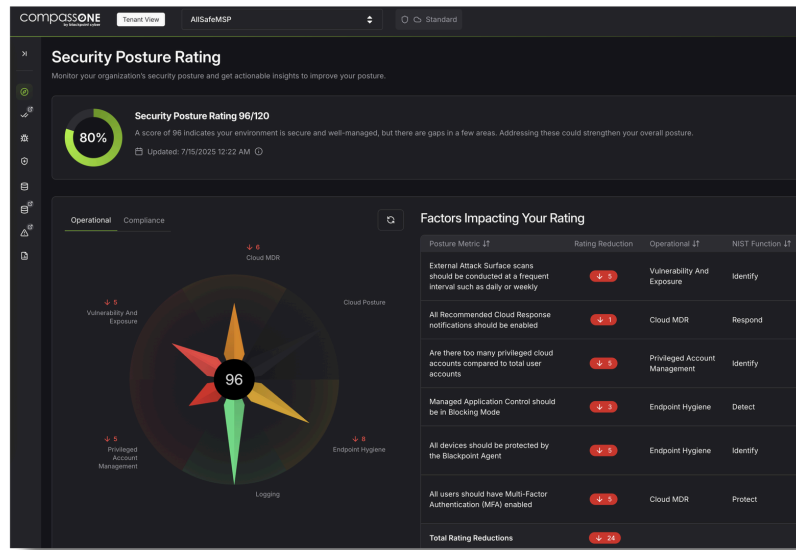 compassONE
by blackpoint cyber
Tenant View
AllSafeMSP
Standard
Security Posture Rating
Monitor your organization's security posture and get actionable insights to improve your posture.
80%
Security Posture Rating 96/120
A score of 96 indicates your environment is secure and well-managed, but there are gaps in a few areas. Addressing these could strengthen your overall posture.
Updated: 7/15/2025 12:22 AM
Operational Compliance
↓ 6
Cloud MDR
Cloud Posture
↓ 8
Endpoint Hygiene
Logging
↓ 5
Privileged
Account
Management
↓ 5
Vulnerability And
Exposure
96
Factors Impacting Your Rating
Posture Metric ↓↑ Rating Reduction Operational ↓↑ NIST Function ↓↑
External Attack Surface scans
should be conducted at a frequent
interval such as daily or weekly
↓ 5
Vulnerability And
Exposure
Identify
All Recommended Cloud Response
notifications should be enabled
↓ 1
Cloud MDR
Respond
Are there too many privileged cloud
accounts compared to total user
accounts
↓ 5
Privileged Account
Management
Identify
Managed Application Control should
be in Blocking Mode
↓ 3
Endpoint Hygiene
Detect
All devices should be protected by
the Blackpoint Agent
↓ 5
Endpoint Hygiene
Identify
All users should have Multi-Factor
Authentication (MFA) enabled
↓ 5
Cloud MDR
Protect
Total Rating Reductions
↓ 24